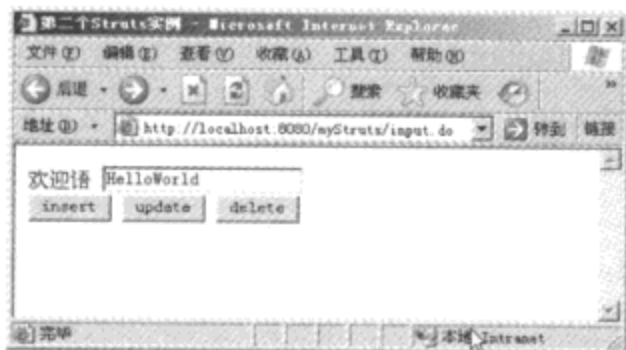 第二个Struts实例 - Microsoft Internet Explorer
文件(F) 编辑(E) 查看(V) 收藏(A) 工具(T) 帮助(H)
后退 搜索 收藏夹 »
地址(D) http://localhost:8080/myStruts/input.do 转到 链接
欢迎语 HelloWorld
insert update delete
完毕 本地 Intranet